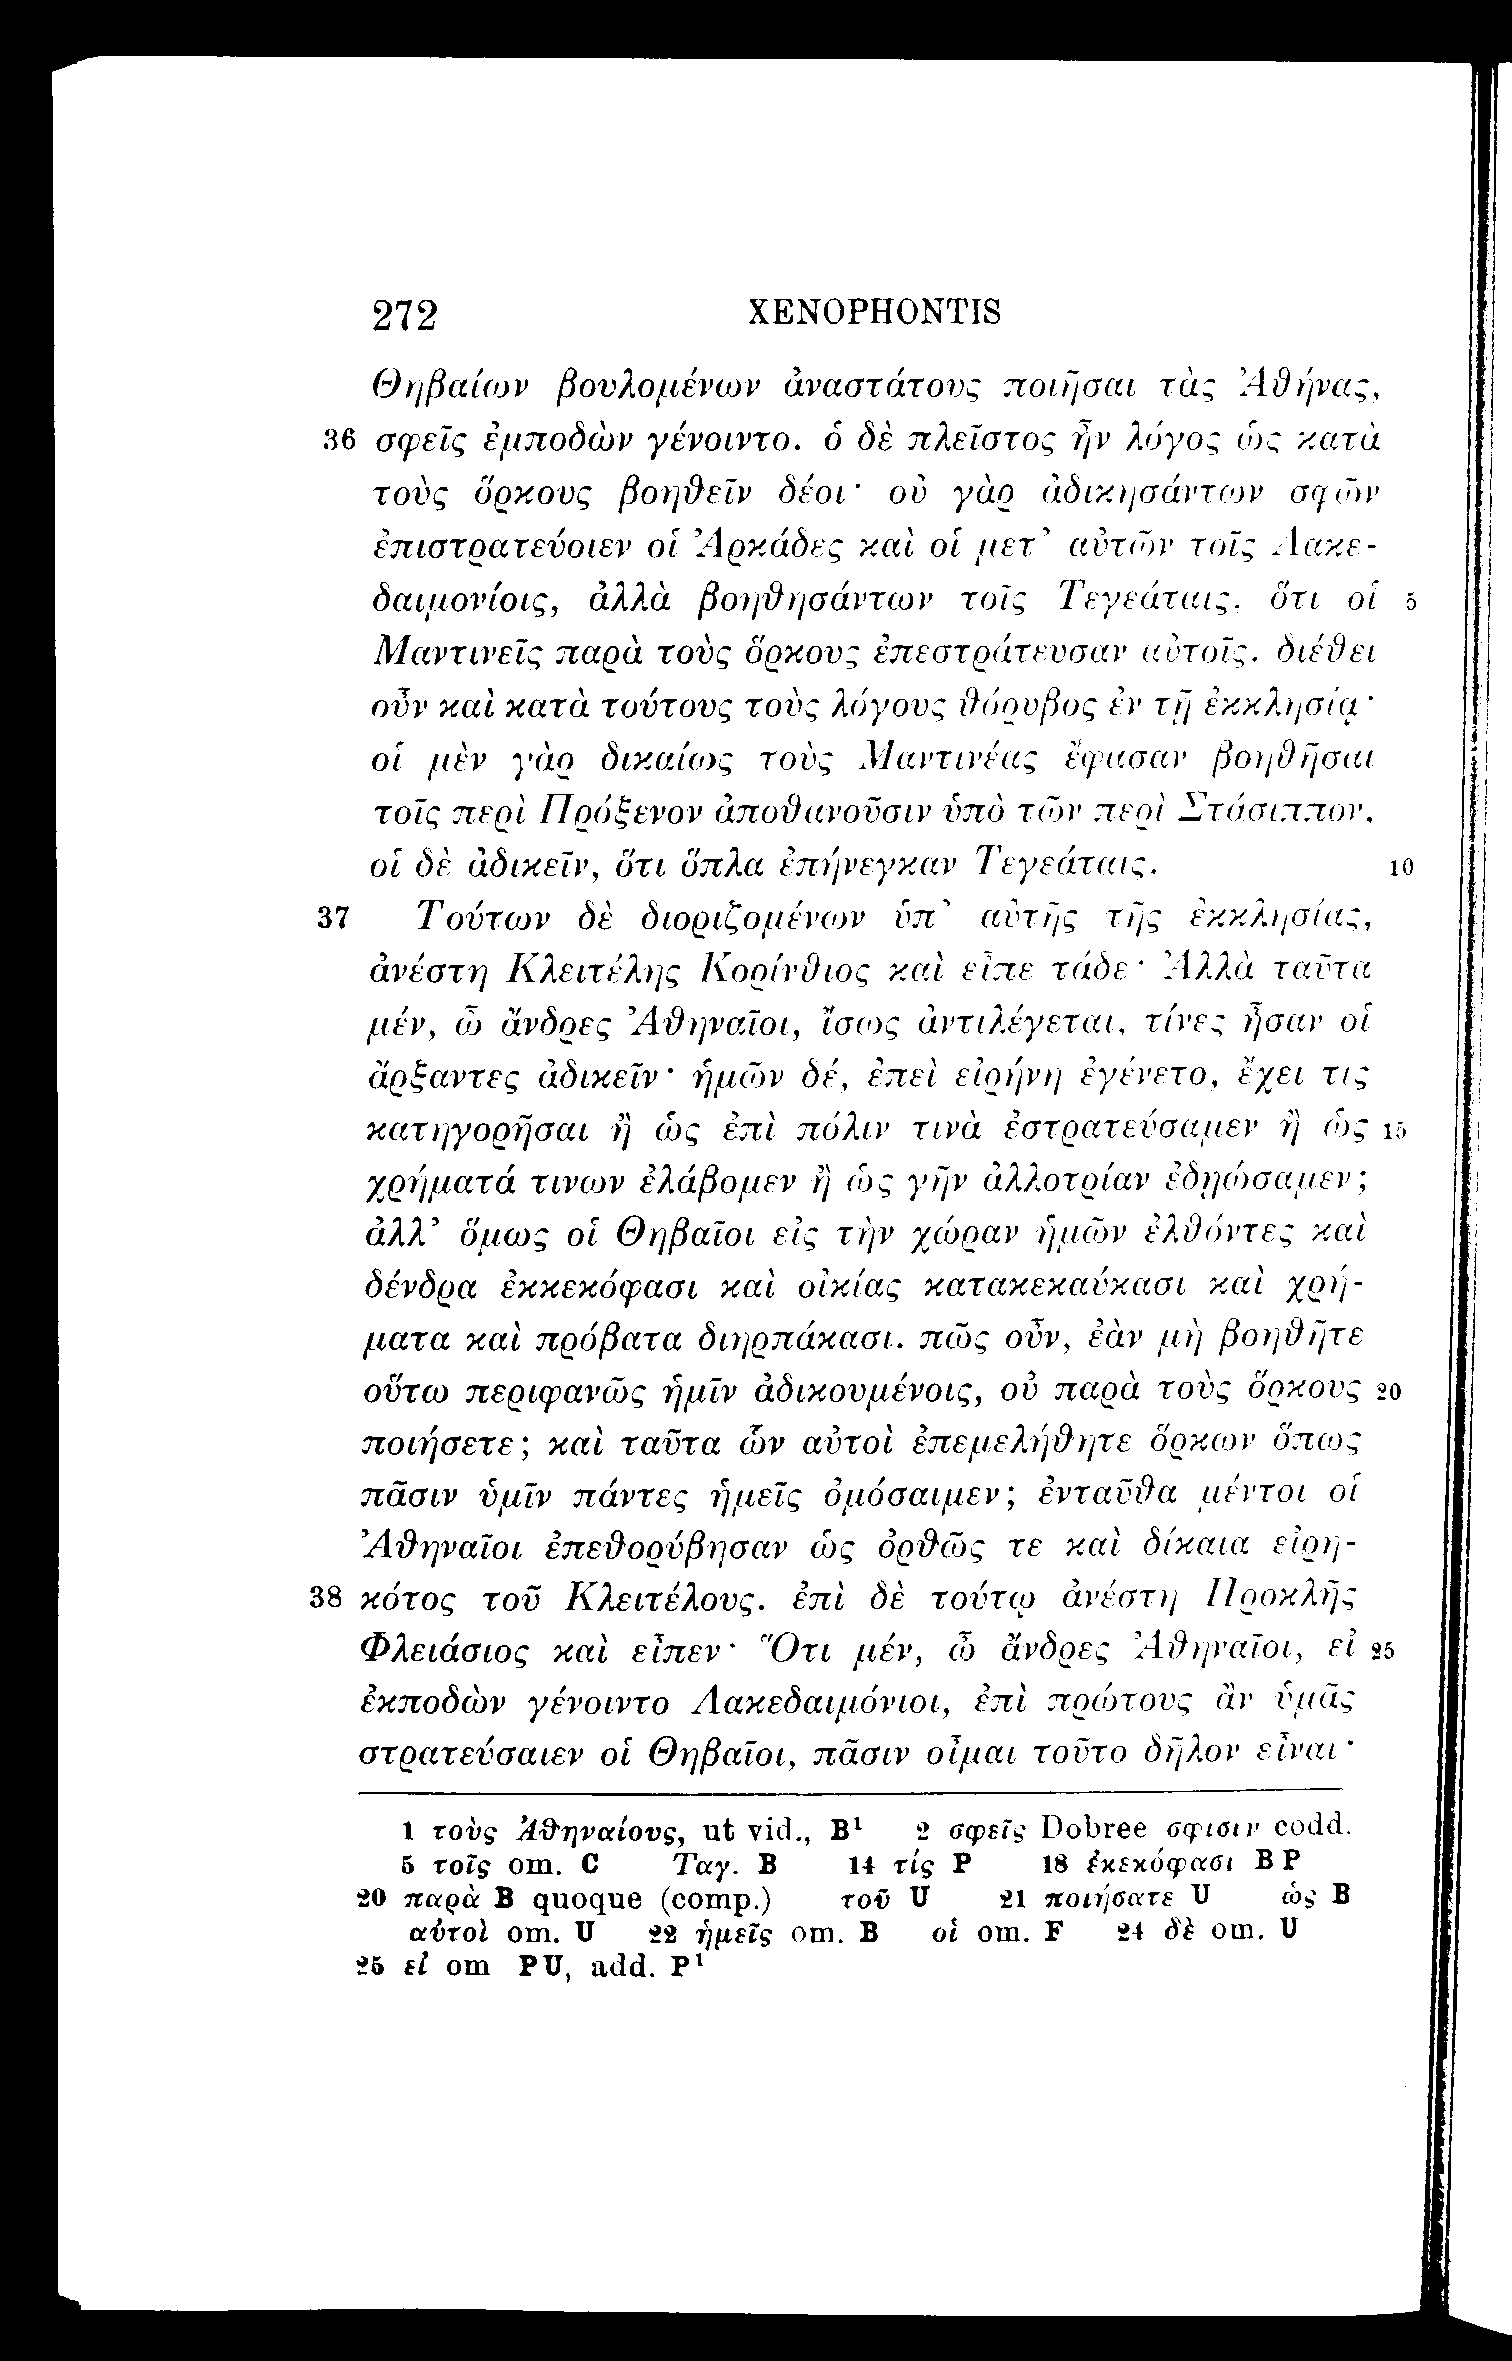 272 XENOPHONTIS
Θηβαίων βουλομένων ἀναστάτους ποιῆσαι τὰς Ἀθήνας,
36 σφεῖς ἐμποδὼν γένοιντο. ὁ δὲ πλεῖστος ἦν λόγος ὡς κατὰ
τοὺς ὅρκους βοηθεῖν δέοι· οὐ γὰρ ἀδικησάντων σφῶν
ἐπιστρατεύοιεν οἱ Ἀρκάδες καὶ οἱ μετ’ αὐτῶν τοῖς Λακε-
δαιμονίοις, ἀλλὰ βοηθησάντων τοῖς Τεγεάταις, ὅτι οἱ 5
Μαντινεῖς παρὰ τοὺς ὅρκους ἐπεστράτευσαν αὐτοῖς. διέθει
οὖν καὶ κατὰ τούτους τοὺς λόγους θόρυβος ἐν τῇ ἐκκλησίᾳ·
οἱ μὲν γὰρ δικαίως τοὺς Μαντινέας ἔφασαν βοηθῆσαι
τοῖς περὶ Πρόξενον ἀποθανοῦσιν ὑπὸ τῶν περὶ Στάσιππον,
οἱ δὲ ἀδικεῖν, ὅτι ὅπλα ἐπήνεγκαν Τεγεάταις. 10
37 Τούτων δὲ διοριζομένων ὑπ’ αὐτῆς τῆς ἐκκλησίας,
ἀνέστη Κλειτέλης Κορίνθιος καὶ εἶπε τάδε· Ἀλλὰ ταῦτα
μέν, ὦ ἄνδρες Ἀθηναῖοι, ἴσως ἀντιλέγεται, τίνες ἦσαν οἱ
ἄρξαντες ἀδικεῖν· ἡμῶν δέ, ἐπεὶ εἰρήνη ἐγένετο, ἔχει τις
κατηγορῆσαι ἢ ὡς ἐπὶ πόλιν τινὰ ἐστρατεύσαμεν ἢ ὡς 15
χρήματά τινων ἐλάβομεν ἢ ὡς γῆν ἀλλοτρίαν ἐδῃώσαμεν;
ἀλλ’ ὅμως οἱ Θηβαῖοι εἰς τὴν χώραν ἡμῶν ἐλθόντες καὶ
δένδρα ἐκκεκόφασι καὶ οἰκίας κατακεκαύκασι καὶ χρή-
ματα καὶ πρόβατα διηρπάκασι. πῶς οὖν, ἐὰν μὴ βοηθῆτε
οὕτω περιφανῶς ἡμῖν ἀδικουμένοις, οὐ παρὰ τοὺς ὅρκους 20
ποιήσετε; καὶ ταῦτα ὧν αὐτοὶ ἐπεμελήθητε ὅρκων ὅπως
πᾶσιν ὑμῖν πάντες ἡμεῖς ὀμόσαιμεν; ἐνταῦθα μέντοι οἱ
Ἀθηναῖοι ἐπεθορύβησαν ὡς ὀρθῶς τε καὶ δίκαια εἰρη-
38 κότος τοῦ Κλειτέλους. ἐπὶ δὲ τούτῳ ἀνέστη Προκλῆς
Φλειάσιος καὶ εἶπεν· Ὅτι μέν, ὦ ἄνδρες Ἀθηναῖοι, εἰ 25
ἐκποδὼν γένοιντο Λακεδαιμόνιοι, ἐπὶ πρώτους ἂν ὑμᾶς
στρατεύσαιεν οἱ Θηβαῖοι, πᾶσιν οἶμαι τοῦτο δῆλον εἶναι·
1 τοὺς Ἀθηναίους, ut vid., B¹ 2 σφεῖς Dobree σφισιν codd.
5 τοῖς om. C Ταγ. B 14 τίς P 18 ἐκεκόφασι B P
20 παρὰ B quoque (comp.) τοῦ U 21 ποιήσατε U ὡς B
αὐτοὶ om. U 22 ἡμεῖς om. B οἱ om. F 24 δὲ om. U
25 εἰ om PU, add. P¹